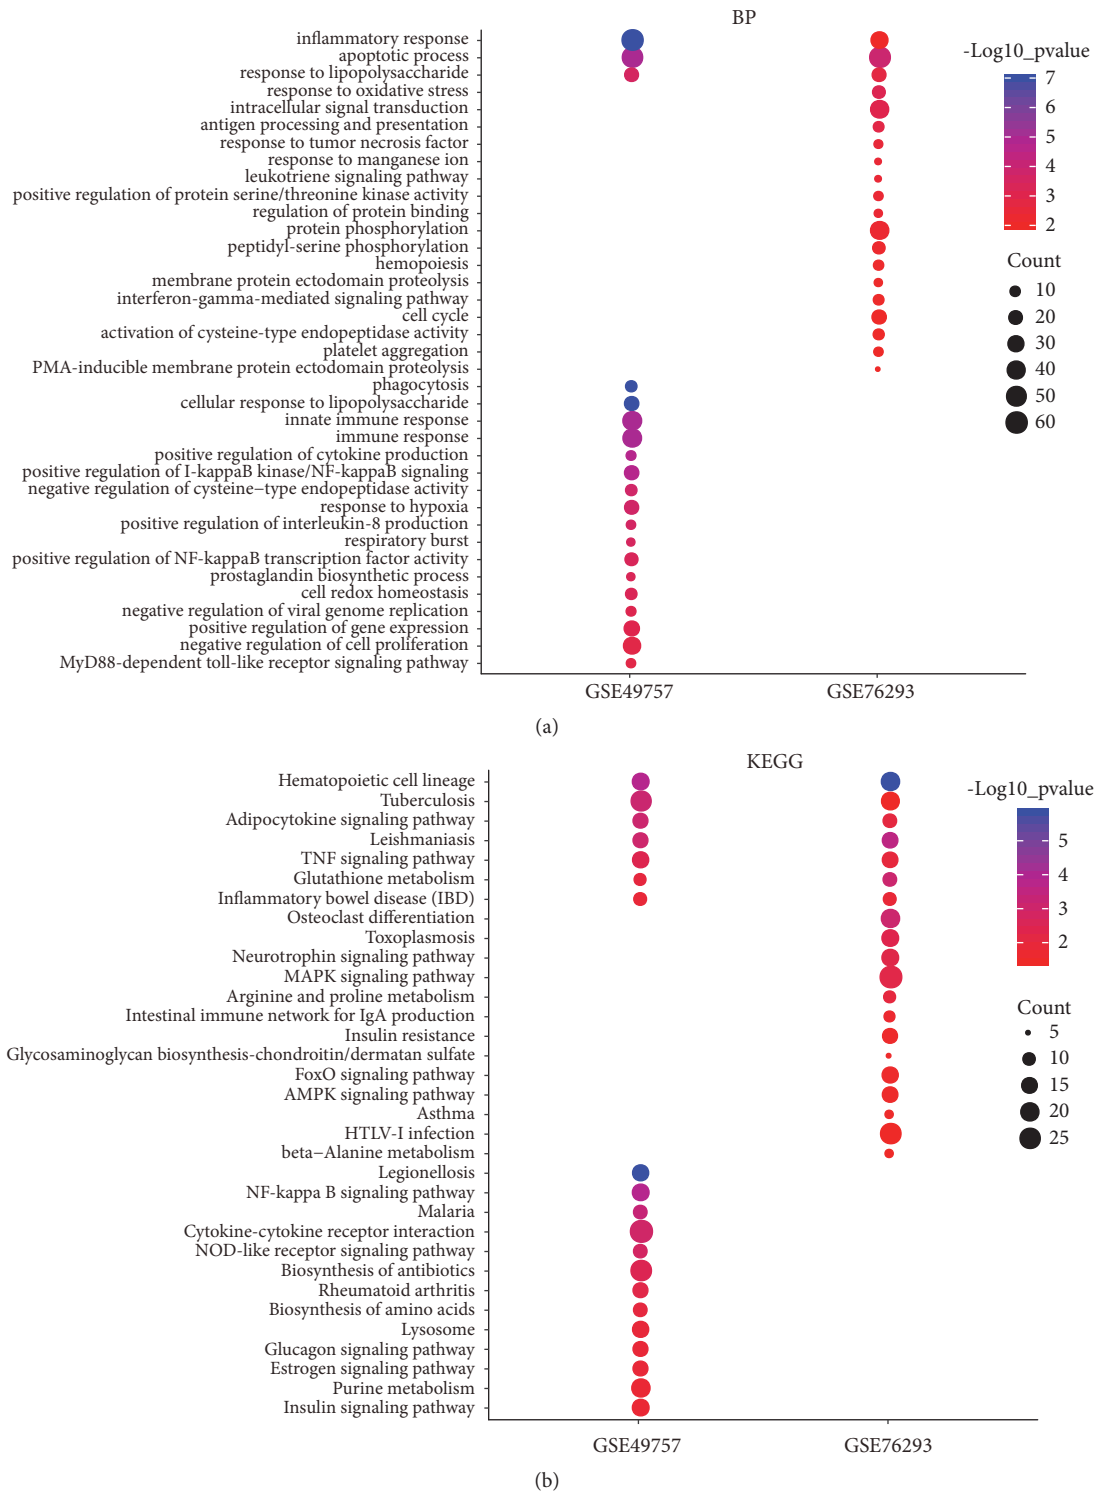 BP
inflammatory response
apoptotic process
response to lipopolysaccharide
response to oxidative stress
intracellular signal transduction
antigen processing and presentation
response to tumor necrosis factor
response to manganese ion
leukotriene signaling pathway
positive regulation of protein serine/threonine kinase activity
regulation of protein binding
protein phosphorylation
peptidyl-serine phosphorylation
hemopoiesis
membrane protein ectodomain proteolysis
interferon-gamma-mediated signaling pathway
cell cycle
activation of cysteine-type endopeptidase activity
platelet aggregation
PMA-inducible membrane protein ectodomain proteolysis
phagocytosis
cellular response to lipopolysaccharide
innate immune response
immune response
positive regulation of cytokine production
positive regulation of I-kappaB kinase/NF-kappaB signaling
negative regulation of cysteine−type endopeptidase activity
response to hypoxia
positive regulation of interleukin-8 production
respiratory burst
positive regulation of NF-kappaB transcription factor activity
prostaglandin biosynthetic process
cell redox homeostasis
negative regulation of viral genome replication
positive regulation of gene expression
negative regulation of cell proliferation
MyD88-dependent toll-like receptor signaling pathway
GSE49757
GSE76293
-Log10_pvalue
7
6
5
4
3
2
Count
10
20
30
40
50
60
(a)
KEGG
Hematopoietic cell lineage
Tuberculosis
Adipocytokine signaling pathway
Leishmaniasis
TNF signaling pathway
Glutathione metabolism
Inflammatory bowel disease (IBD)
Osteoclast differentiation
Toxoplasmosis
Neurotrophin signaling pathway
MAPK signaling pathway
Arginine and proline metabolism
Intestinal immune network for IgA production
Insulin resistance
Glycosaminoglycan biosynthesis-chondroitin/dermatan sulfate
FoxO signaling pathway
AMPK signaling pathway
Asthma
HTLV-I infection
beta−Alanine metabolism
Legionellosis
NF-kappa B signaling pathway
Malaria
Cytokine-cytokine receptor interaction
NOD-like receptor signaling pathway
Biosynthesis of antibiotics
Rheumatoid arthritis
Biosynthesis of amino acids
Lysosome
Glucagon signaling pathway
Estrogen signaling pathway
Purine metabolism
Insulin signaling pathway
GSE49757
GSE76293
-Log10_pvalue
5
4
3
2
Count
5
10
15
20
25
(b)